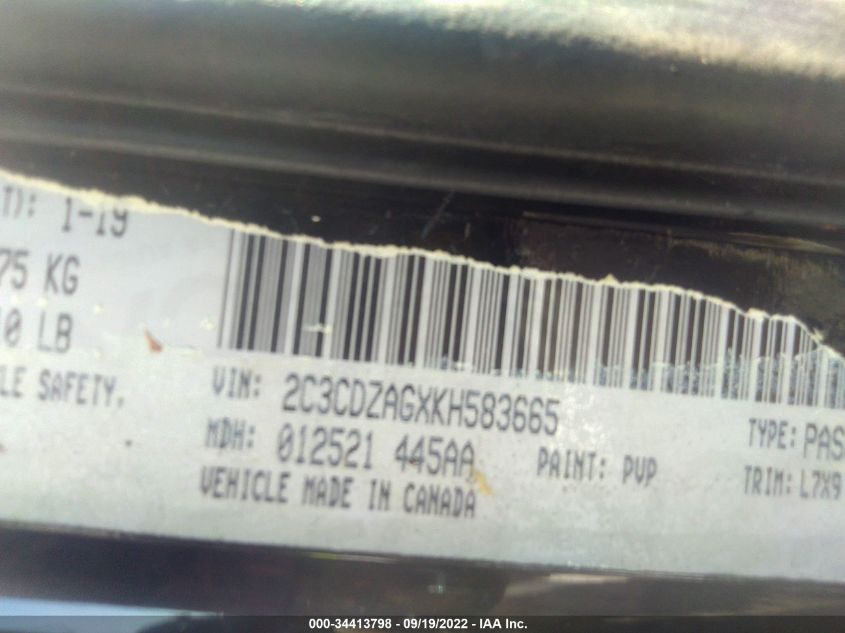 T): 1-19
75 KG
0 LB
LE SAFETY,
VIN: 2C3CDZAGXKH583665
MDH: 012521 445AA
PAINT: PVP
VEHICLE MADE IN CANADA
TYPE: PAS
TRIM: L7X9
000-34413798 - 09/19/2022 - IAA Inc.